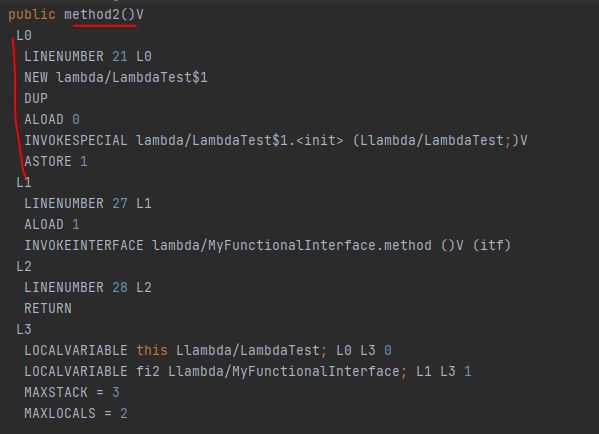 public method2()V
L0
LINENUMBER 21 L0
NEW lambda/LambdaTest$1
DUP
ALOAD 0
INVOKESPECIAL lambda/LambdaTest$1.<init> (Llambda/LambdaTest;)V
ASTORE 1
L1
LINENUMBER 27 L1
ALOAD 1
INVOKEINTERFACE lambda/MyFunctionalInterface.method ()V (itf)
L2
LINENUMBER 28 L2
RETURN
L3
LOCALVARIABLE this Llambda/LambdaTest; L0 L3 0
LOCALVARIABLE fi2 Llambda/MyFunctionalInterface; L1 L3 1
MAXSTACK = 3
MAXLOCALS = 2